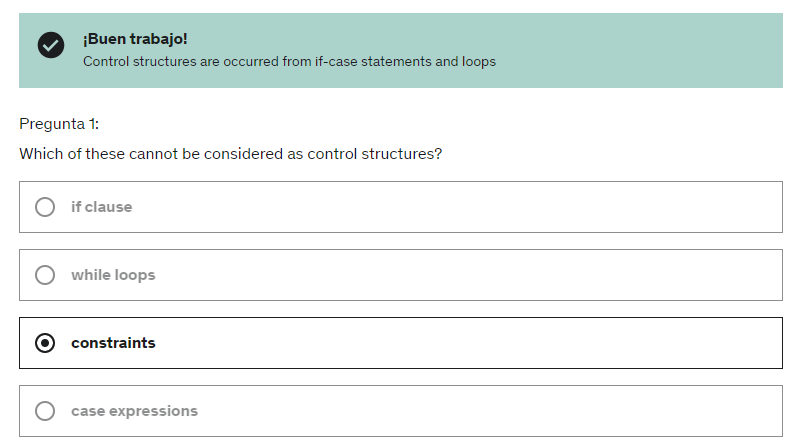 ¡Buen trabajo!
Control structures are occurred from if-case statements and loops
Pregunta 1:
Which of these cannot be considered as control structures?
if clause
while loops
constraints
case expressions